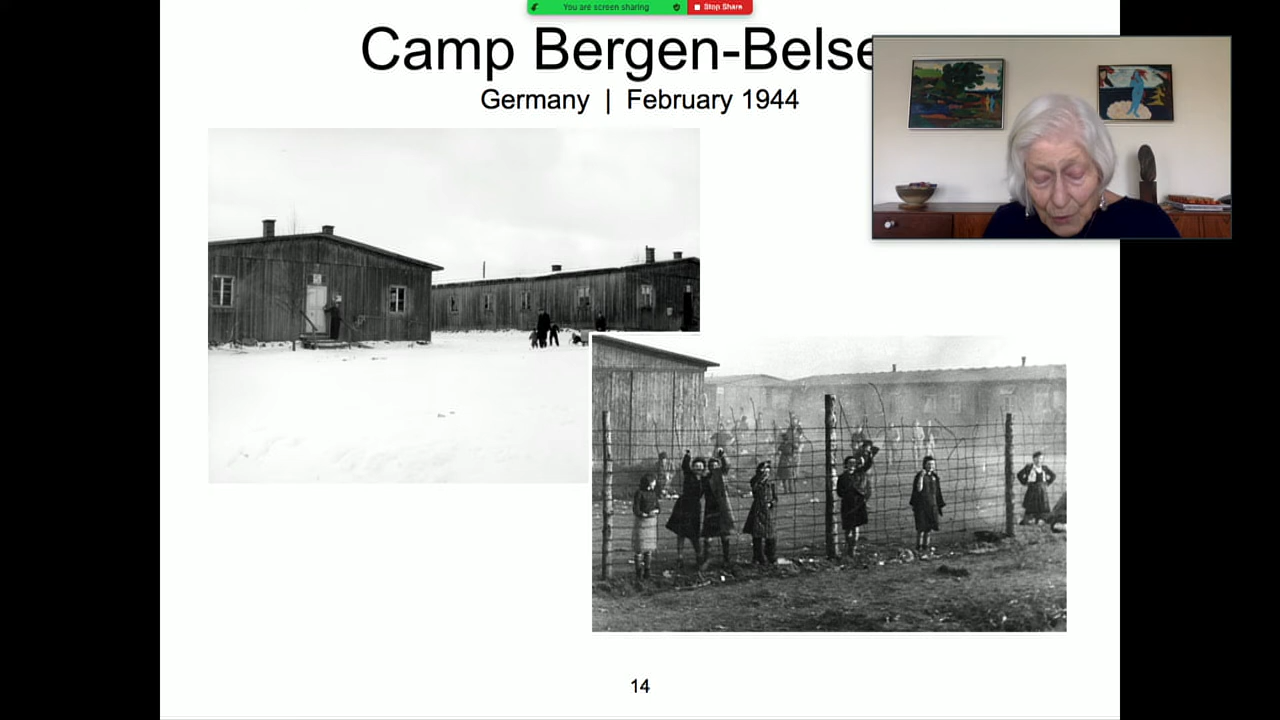 You are screen sharing
Stop Share
Camp Bergen-Belse
Germany | February 1944
14